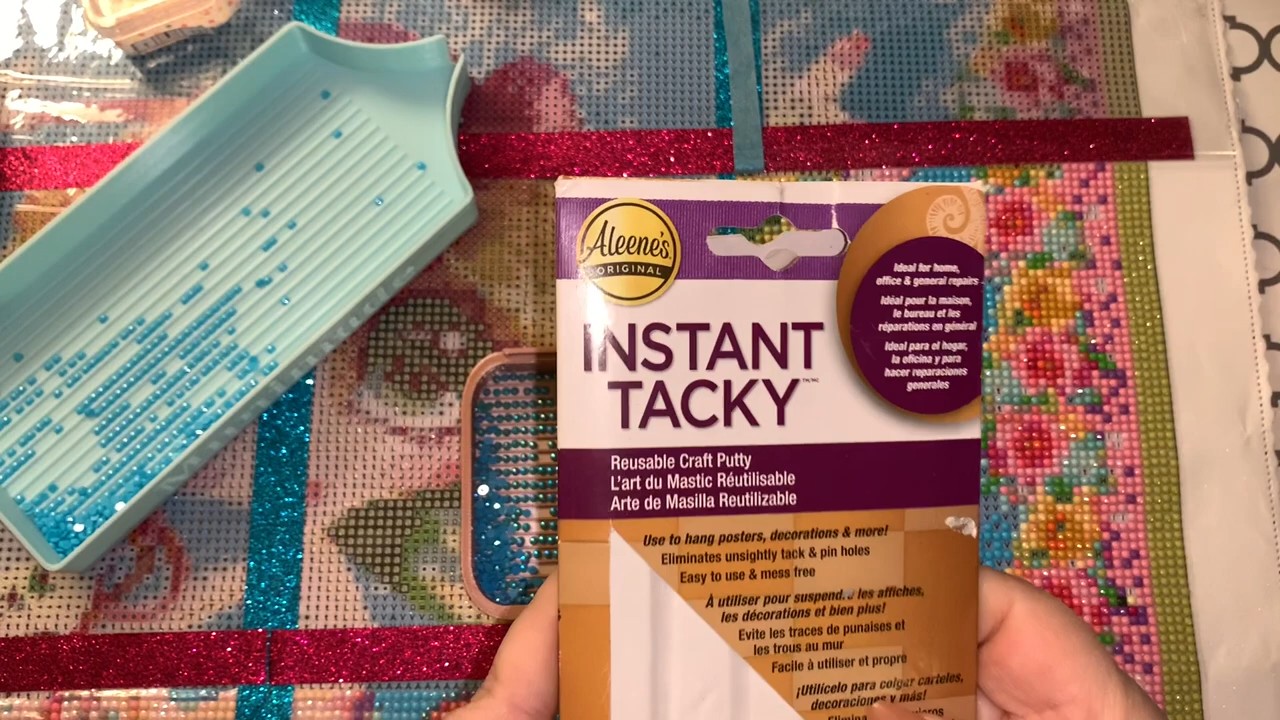 Aleene's
ORIGINAL
Ideal for home,
office & general repairs
Idéal pour la maison,
le bureau et les
réparations en général
Ideal para el hogar,
la oficina y para
hacer reparaciones
generales
INSTANT
TACKY
Reusable Craft Putty
L'art du Mastic Réutilisable
Arte de Masilla Reutilizable
Use to hang posters, decorations & more!
Eliminates unsightly tack & pin holes
Easy to use & mess free
À utiliser pour les affiches,
les décorations et bien plus!
Evite les traces de punaises et
les trous au mur
Facile à utiliser et propre
¡Utilícelo para colgar carteles,
decoraciones y más!